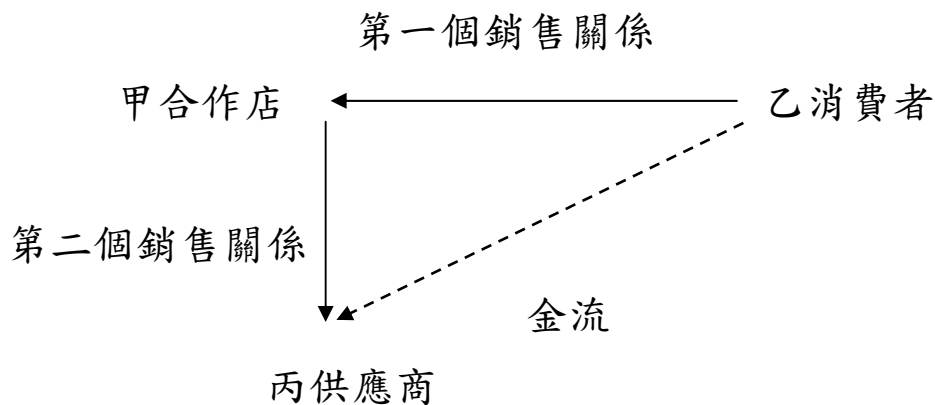 第一個銷售關係
甲合作店
乙消費者
第二個銷售關係
金流
丙供應商